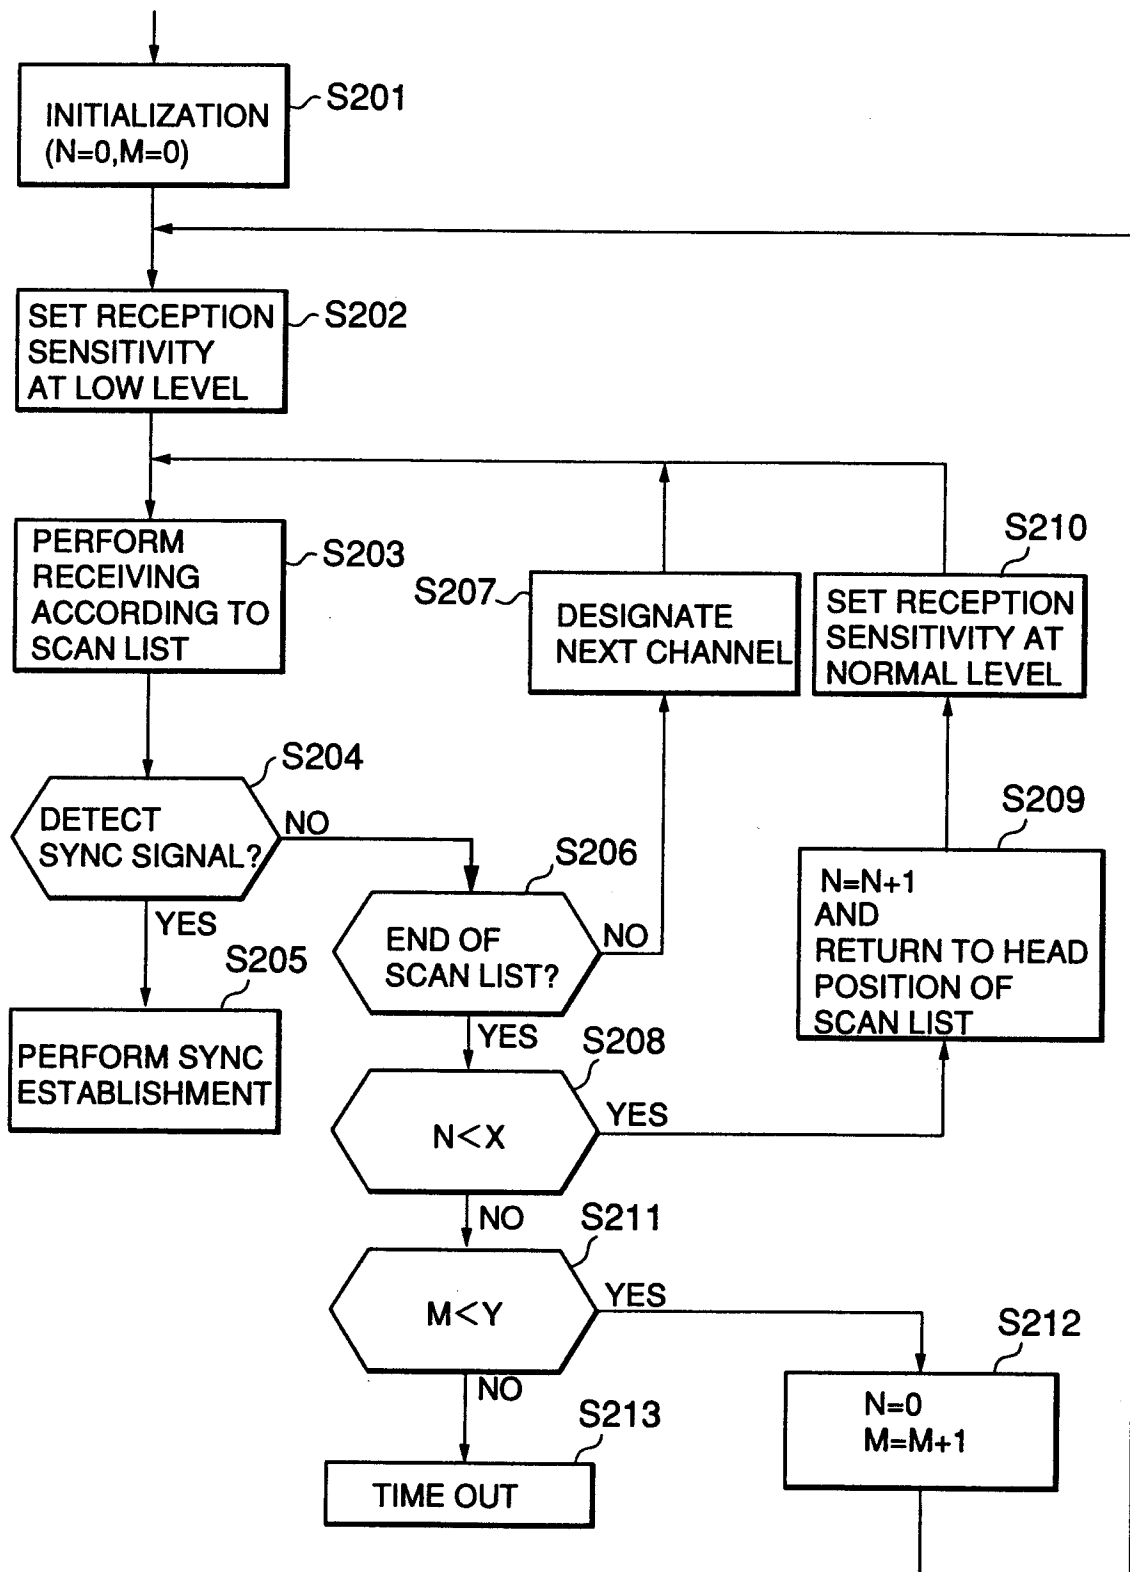 S201
INITIALIZATION
(N=0,M=0)
S202
SET RECEPTION
SENSITIVITY
AT LOW LEVEL
S203
PERFORM
RECEIVING
ACCORDING TO
SCAN LIST
S207
DESIGNATE
NEXT CHANNEL
S210
SET RECEPTION
SENSITIVITY AT
NORMAL LEVEL
S204
DETECT
SYNC SIGNAL?
NO
YES
S205
PERFORM SYNC
ESTABLISHMENT
S206
END OF
SCAN LIST?
NO
YES
S209
N=N+1
AND
RETURN TO HEAD
POSITION OF
SCAN LIST
S208
N<X
YES
NO
S211
M<Y
YES
NO
S212
N=0
M=M+1
S213
TIME OUT